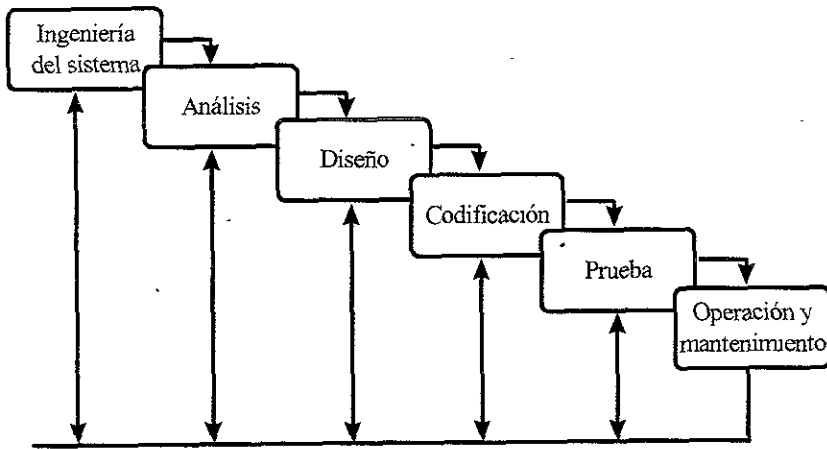 Ingeniería
del sistema
Análisis
Diseño
Codificación
Prueba
Operación y
mantenimiento